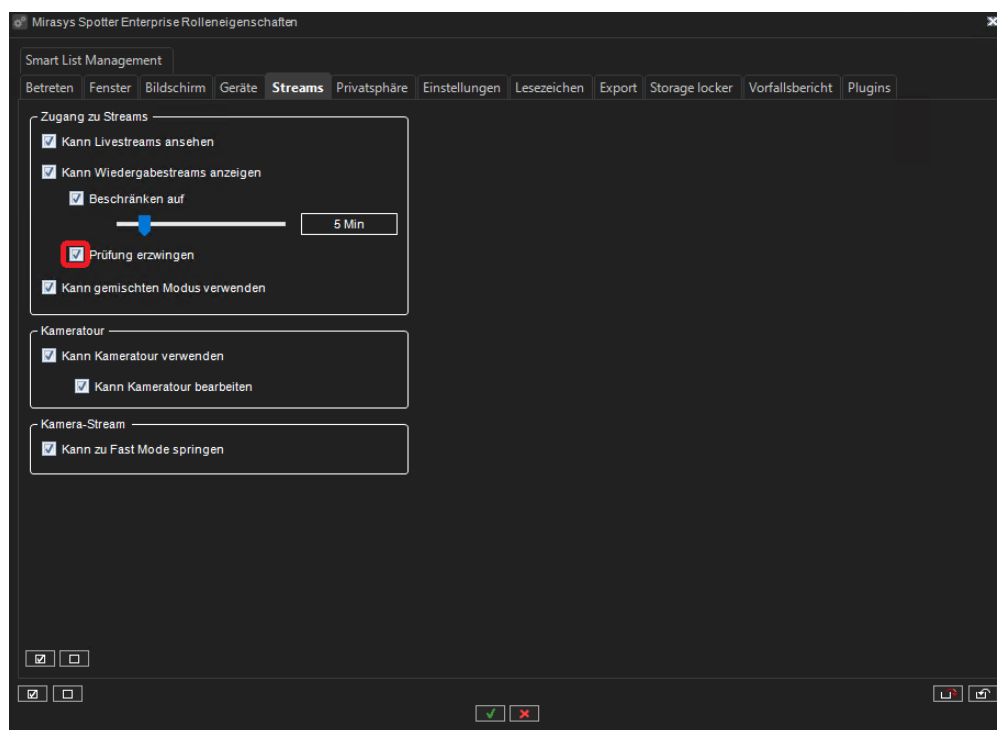 Mirasys Spotter Enterprise Rolleneigenschaften
Smart List Management
Betreten Fenster Bildschirm Geräte Streams Privatsphäre Einstellungen Lesezeichen Export Storage locker Vorfallsbericht Plugins
Zugang zu Streams
Kann Livestreams ansehen
Kann Wiedergabestreams anzeigen
Beschränken auf
5 Min
Prüfung erzwingen
Kann gemischten Modus verwenden
Kameratour
Kann Kameratour verwenden
Kann Kameratour bearbeiten
Kamera-Stream
Kann zu Fast Mode springen